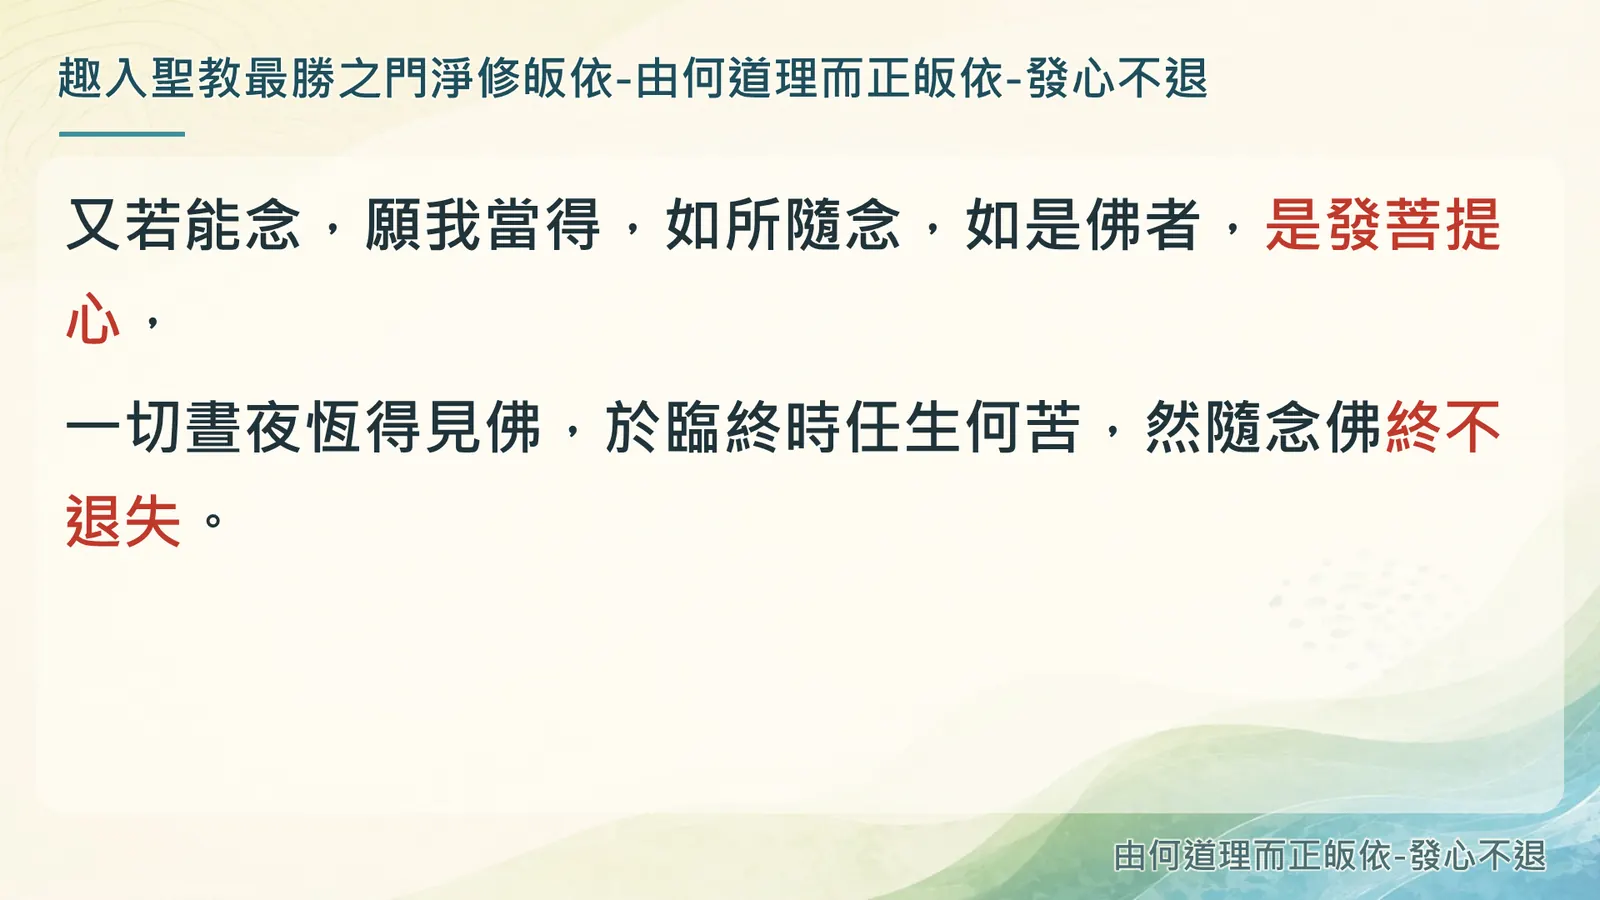 趣入聖教最勝之門淨修皈依-由何道理而正皈依-發心不退
又若能念，願我當得，如所隨念，如是佛者，是發菩提
心，
一切晝夜恆得見佛，於臨終時任生何苦，然隨念佛終不
退失。
由何道理而正皈依-發心不退